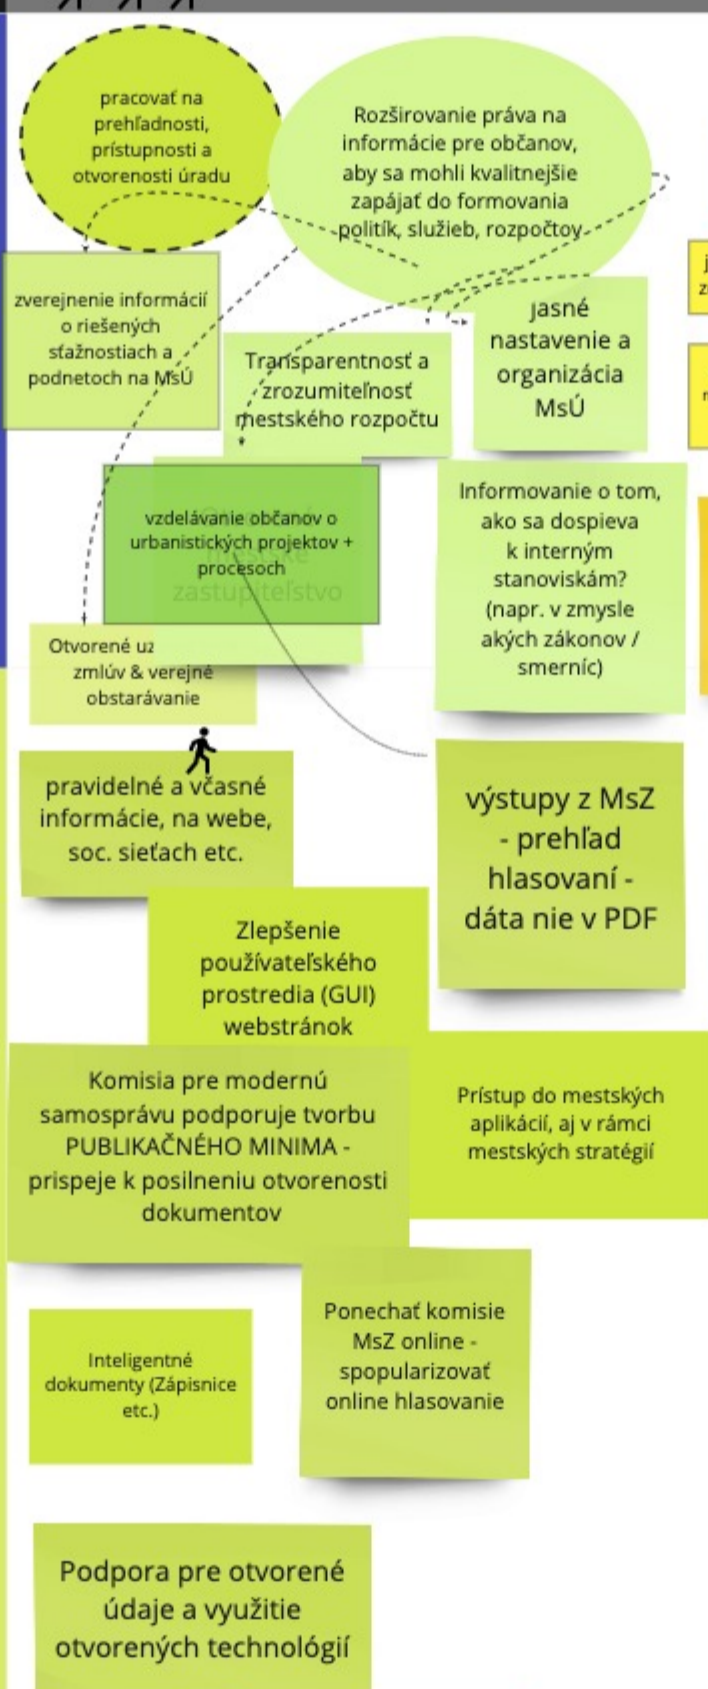 pracovať na
prehľadnosti,
prístupnosti a
otvorenosti úradu
Rozširovanie práva na
informácie pre občanov,
aby sa mohli kvalitnejšie
zapájať do formovania
politík, služieb, rozpočtov
zverejnenie informácií
o riešených
sťažnostiach a
podnetoch na MsÚ
Transparentnosť a
zrozumiteľnosť
mestského rozpočtu
jasné
nastavenie a
organizácia
MsÚ
vzdelávanie občanov o
urbanistických projektov +
procesoch
mestské
zastupiteľstvo
Informovanie o tom,
ako sa dospieva
k interným
stanoviskám?
(napr. v zmysle
akých zákonov /
smerníc)
Otvorené
zmlúv & verejné
obstarávanie
pravidelné a včasné
informácie, na webe,
soc. sieťach etc.
výstupy z MsZ
- prehľad
hlasovaní -
dáta nie v PDF
Zlepšenie
používateľského
prostredia (GUI)
webstránok
Komisia pre modernú
samosprávu podporuje tvorbu
PUBLIKAČNÉHO MINIMA -
prispeje k posilneniu otvorenosti
dokumentov
Prístup do mestských
aplikácií, aj v rámci
mestských stratégií
Ponechať komisie
MsZ online -
spopularizovať
online hlasovanie
Inteligentné
dokumenty (Zápisnice
etc.)
Podpora pre otvorené
údaje a využitie
otvorených technológií